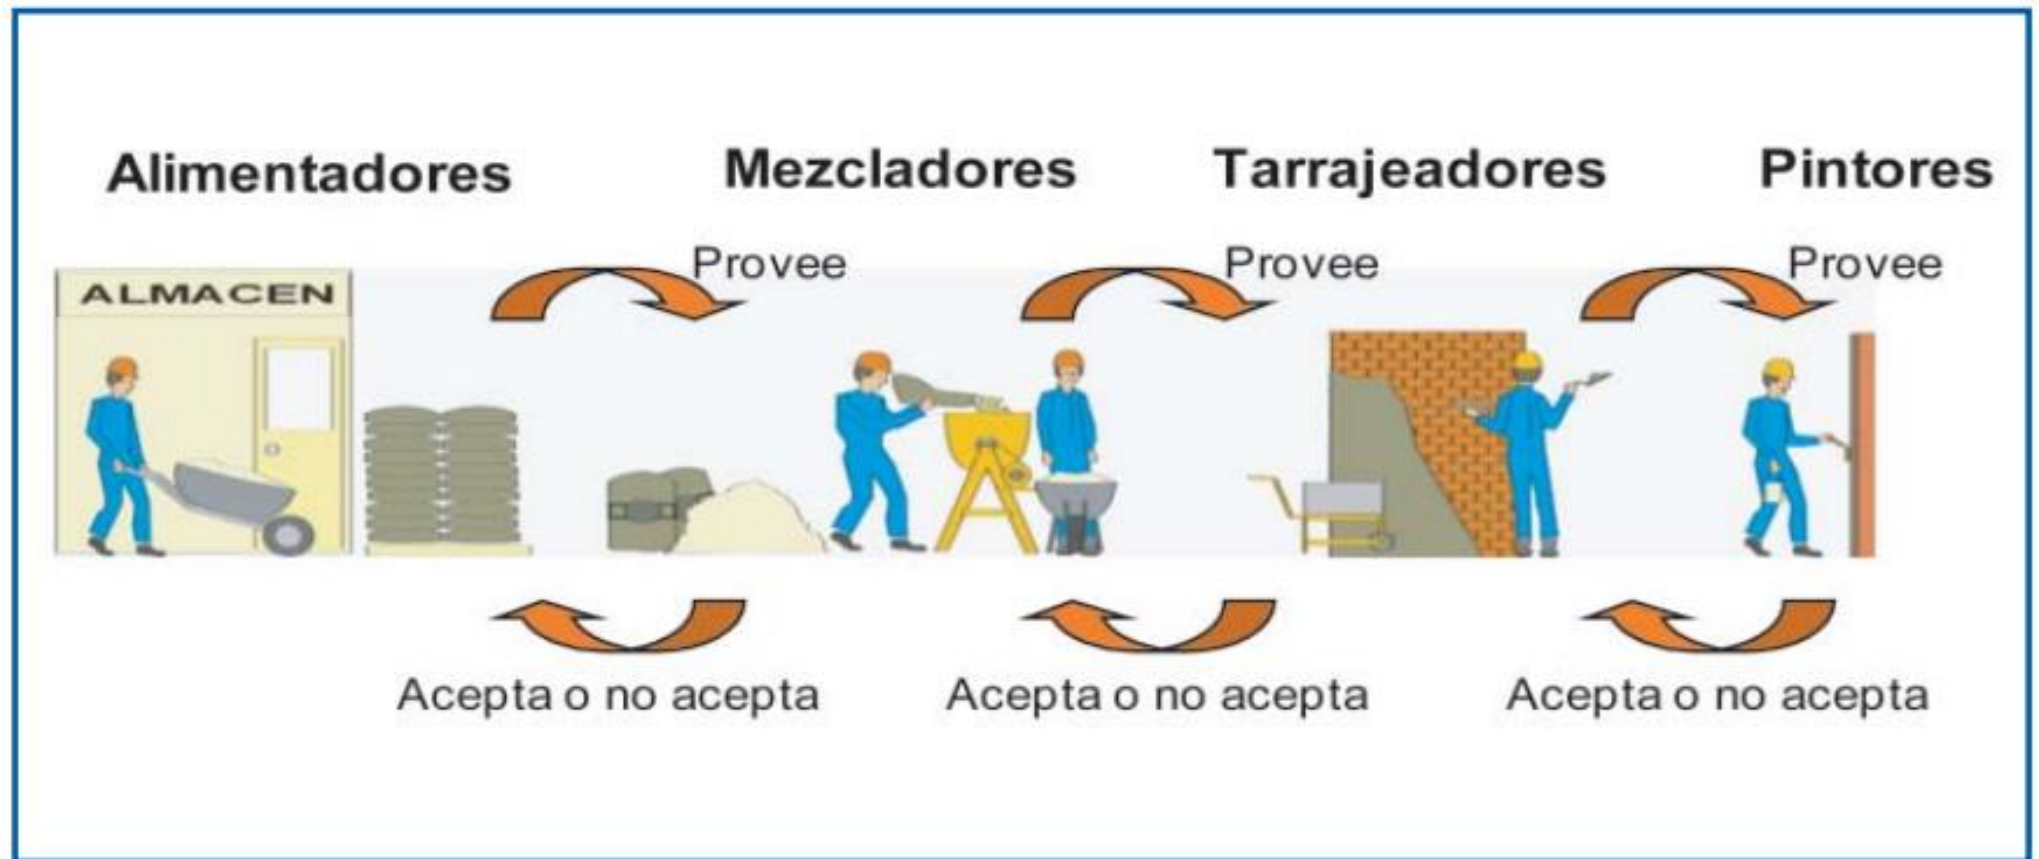 Alimentadores
Mezcladores
Tarrajeadores
Pintores
Provee
Provee
Provee
ALMACEN
Acepta o no acepta
Acepta o no acepta
Acepta o no acepta